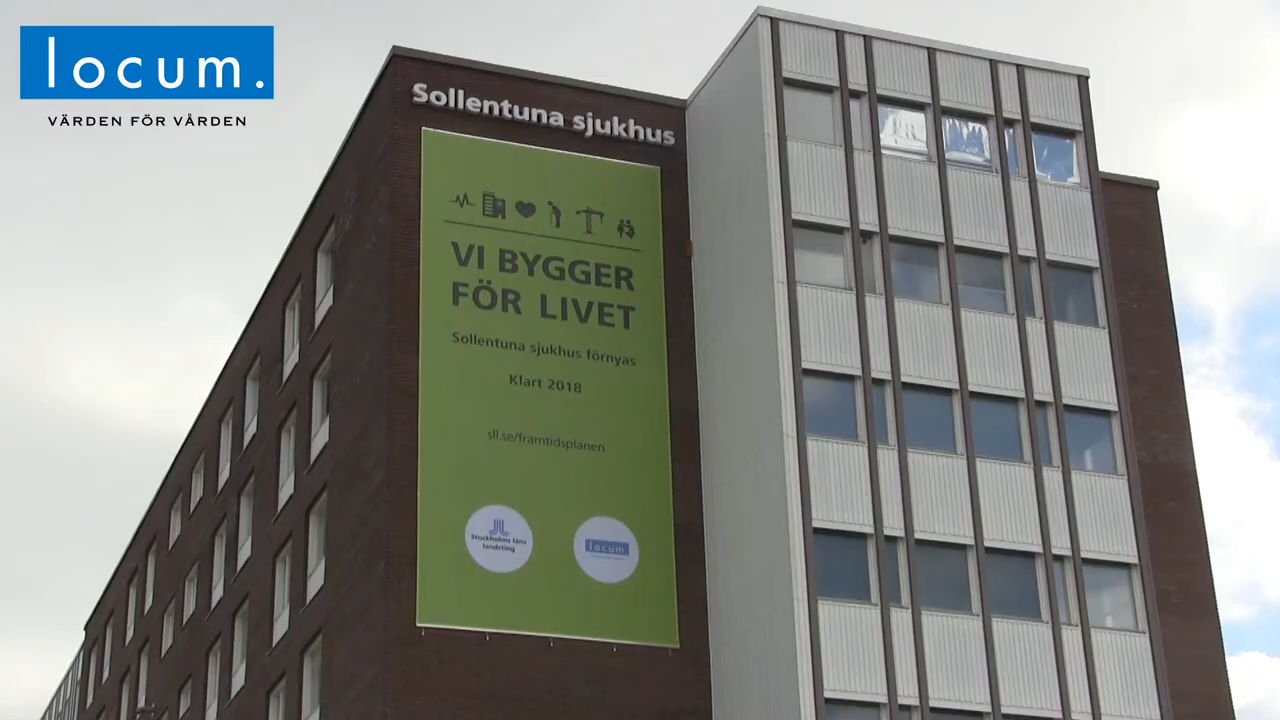 locum.
VÄRDEN FÖR VÅRDEN
Sollentuna sjukhus
VI BYGGER
FÖR LIVET
Sollentuna sjukhus förnyas
Klart 2018
sll.se/framtidsplanen
Stockholms läns
landsting
locum